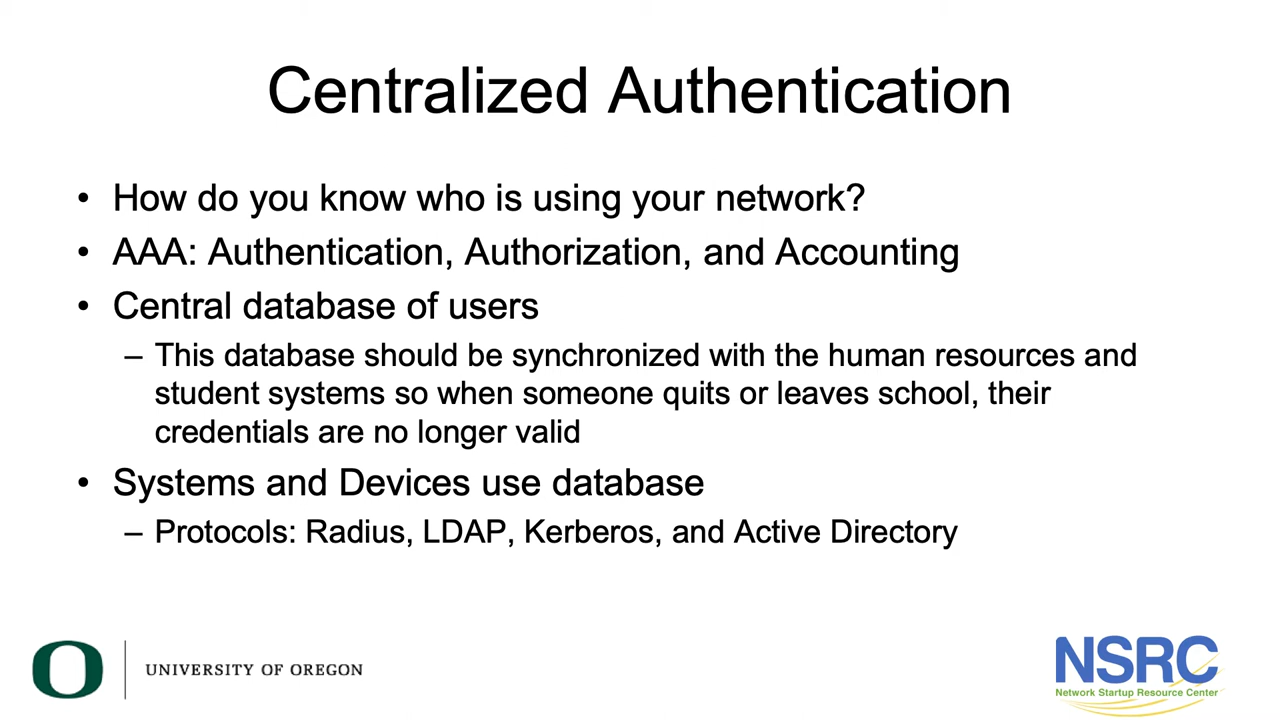 Centralized Authentication
• How do you know who is using your network?
• AAA: Authentication, Authorization, and Accounting
• Central database of users
– This database should be synchronized with the human resources and
student systems so when someone quits or leaves school, their
credentials are no longer valid
• Systems and Devices use database
– Protocols: Radius, LDAP, Kerberos, and Active Directory
O
UNIVERSITY OF OREGON
NSRC
Network Startup Resource Center